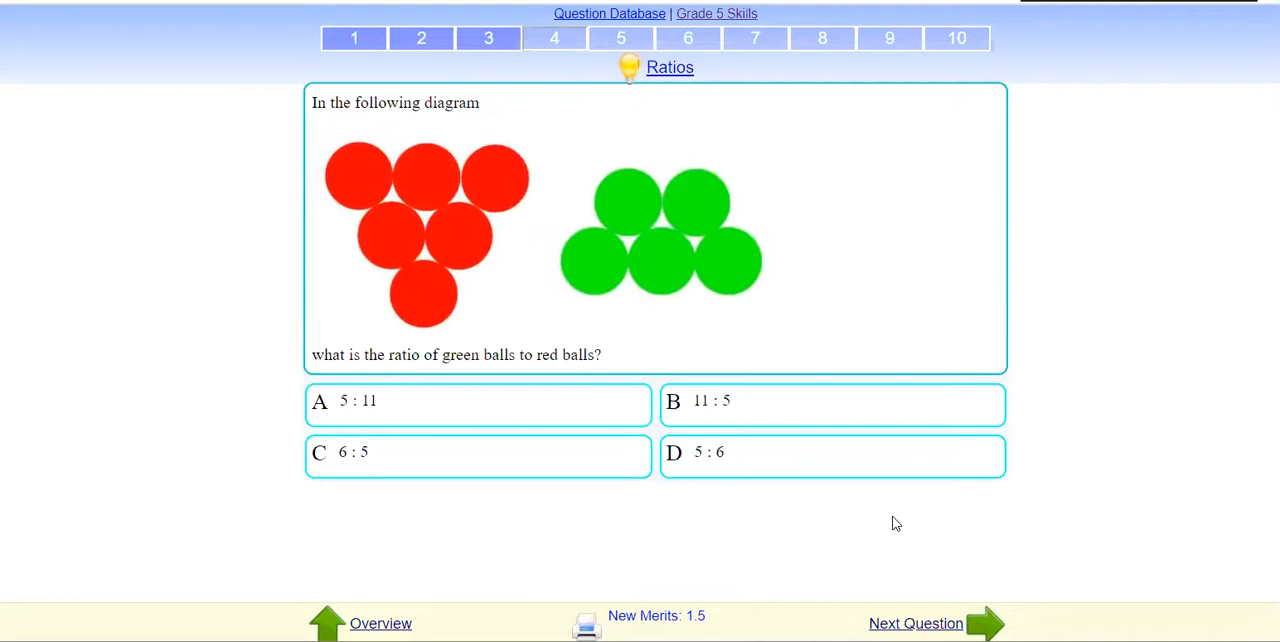 Question Database | Grade 5 Skills
1 2 3 4 5 6 7 8 9 10
Ratios
In the following diagram
what is the ratio of green balls to red balls?
A 5 : 11
B 11 : 5
C 6 : 5
D 5 : 6
Overview
New Merits: 1.5
Next Question